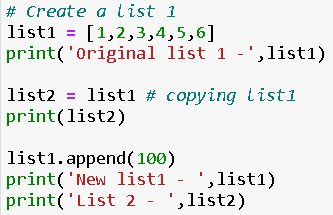 # Create a list 1
list1 = [1,2,3,4,5,6]
print('Original list 1 -',list1)
list2 = list1 # copying list1
print(list2)
list1.append(100)
print('New list1 - ',list1)
print('List 2 - ',list2)